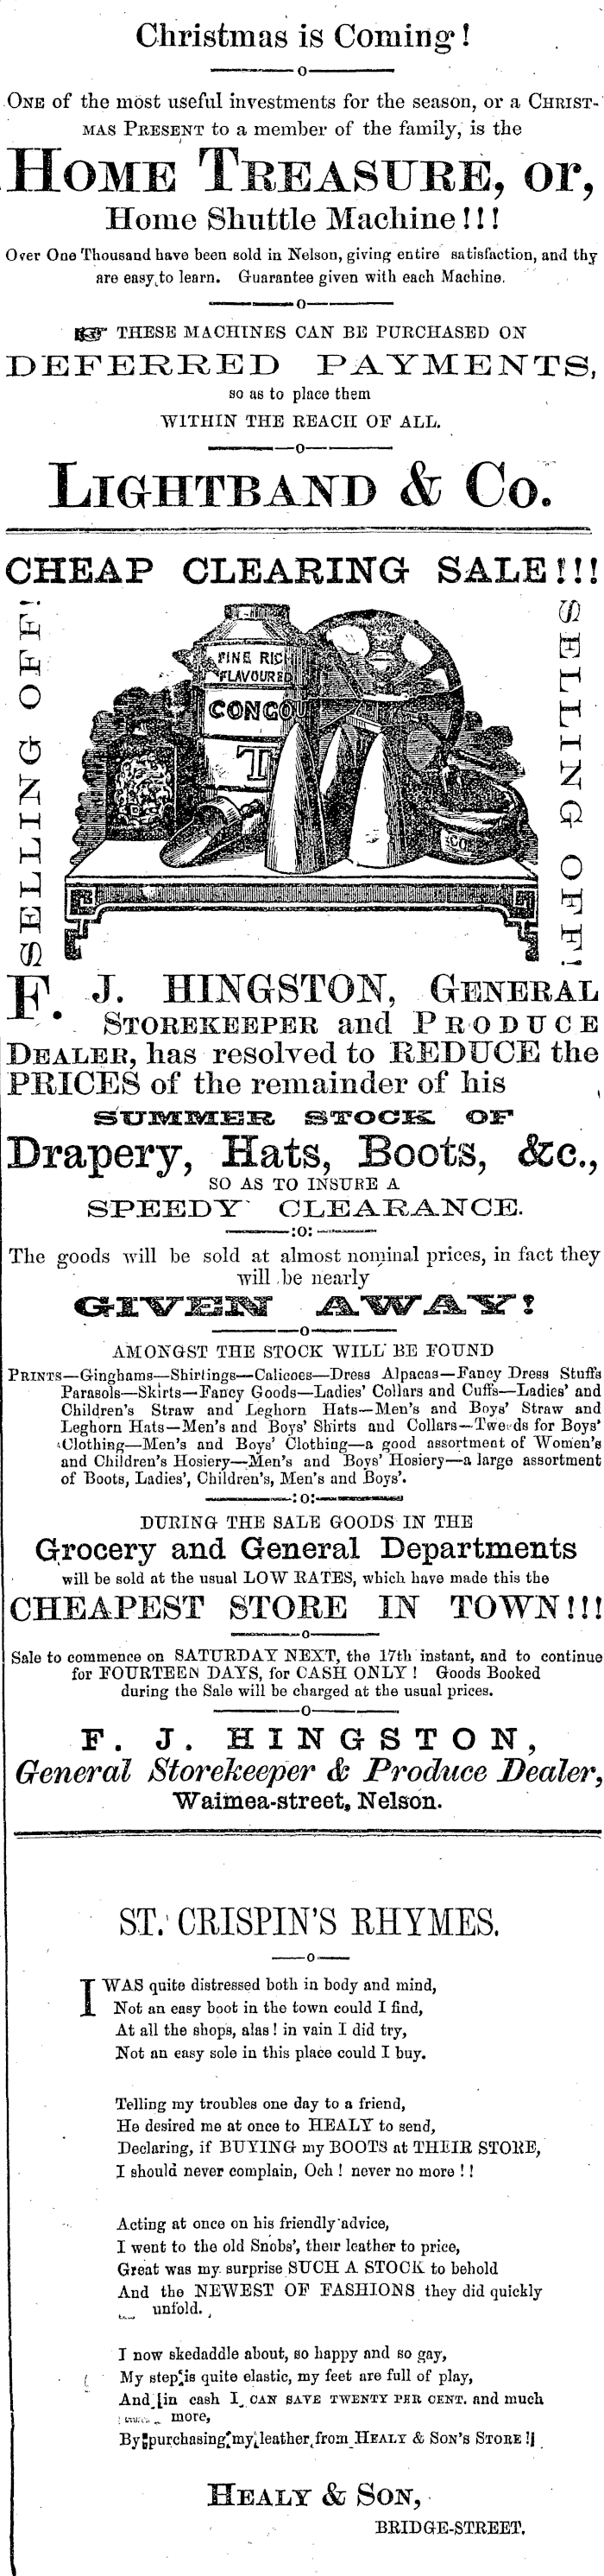 Christmas is Coming!
ONE of the most useful investments for the season, or a CHRIST-
MAS PRESENT to a member of the family, is the
HOME TREASURE, or,
Home Shuttle Machine!!!
Over One Thousand have been sold in Nelson, giving entire satisfaction, and thy
are easy to learn. Guarantee given with each Machine.
THESE MACHINES CAN BE PURCHASED ON
DEFERRED PAYMENTS,
so as to place them
WITHIN THE REACH OF ALL.
LIGHTBAND & CO.
CHEAP CLEARING SALE!!!
SELLING OFF!
FINE RICH
FLAVOURED
CONGOU
T
CO
SELLING OFF!
F. J. HINGSTON, GENERAL
STOREKEEPER and PRODUCE
DEALER, has resolved to REDUCE the
PRICES of the remainder of his
SUMMER STOCK OF
Drapery, Hats, Boots, &c.,
SO AS TO INSURE A
SPEEDY CLEARANCE.
:o:
The goods will be sold at almost nominal prices, in fact they
will be nearly
GIVEN AWAY!
AMONGST THE STOCK WILL BE FOUND
PRINTS—Ginghams—Shirtings—Calicoes—Dress Alpacas—Fancy Dress Stuffs
Parasols—Skirts—Fancy Goods—Ladies' Collars and Cuffs—Ladies' and
Children's Straw and Leghorn Hats—Men's and Boys' Straw and
Leghorn Hats—Men's and Boys' Shirts and Collars—Tweeds for Boys'
Clothing—Men's and Boys' Clothing—a good assortment of Women's
and Children's Hosiery—Men's and Boys' Hosiery—a large assortment
of Boots, Ladies', Children's, Men's and Boys'.
:o:
DURING THE SALE GOODS IN THE
Grocery and General Departments
will be sold at the usual LOW RATES, which have made this the
CHEAPEST STORE IN TOWN!!!
Sale to commence on SATURDAY NEXT, the 17th instant, and to continue
for FOURTEEN DAYS, for CASH ONLY! Goods Booked
during the Sale will be charged at the usual prices.
F. J. HINGSTON,
General Storekeeper & Produce Dealer,
Waimea-street, Nelson.
ST. CRISPIN'S RHYMES.
I WAS quite distressed both in body and mind,
Not an easy boot in the town could I find,
At all the shops, alas! in vain I did try,
Not an easy sole in this place could I buy.
Telling my troubles one day to a friend,
He desired me at once to HEALY to send,
Declaring, if BUYING my BOOTS at THEIR STORE,
I should never complain, Och! never no more!!
Acting at once on his friendly advice,
I went to the old Snobs', their leather to price,
Great was my surprise SUCH A STOCK to behold
And the NEWEST OF FASHIONS they did quickly
unfold.
I now skedaddle about, so happy and so gay,
My step is quite elastic, my feet are full of play,
And in cash I CAN SAVE TWENTY PER CENT. and much
more,
By purchasing my leather from HEALY & SON'S STORE!!
HEALY & SON,
BRIDGE-STREET.